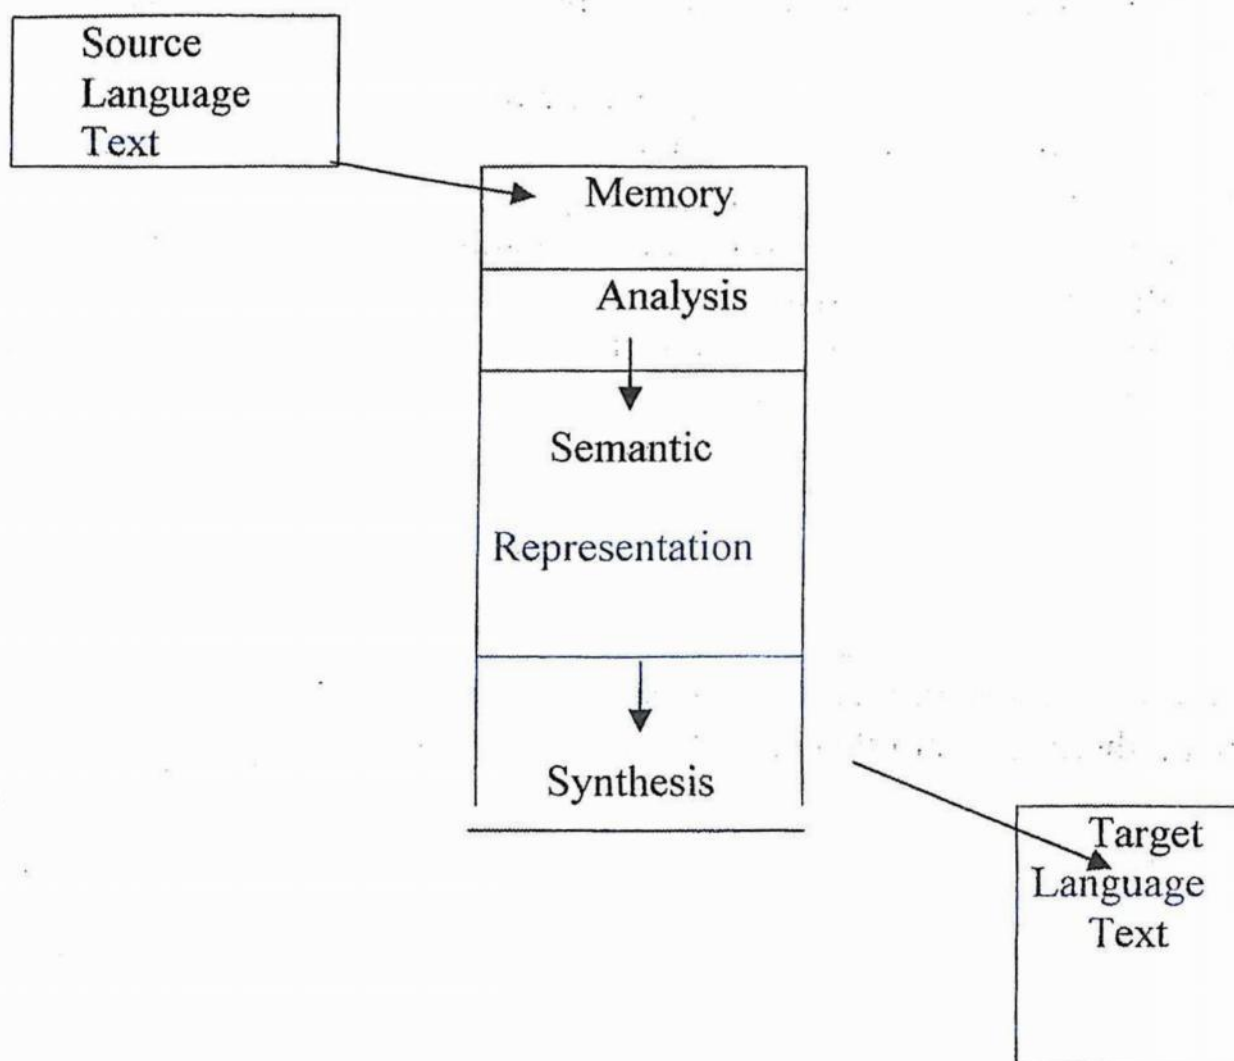 Source
Language
Text
Memory
Analysis
Semantic
Representation
Synthesis
Target
Language
Text